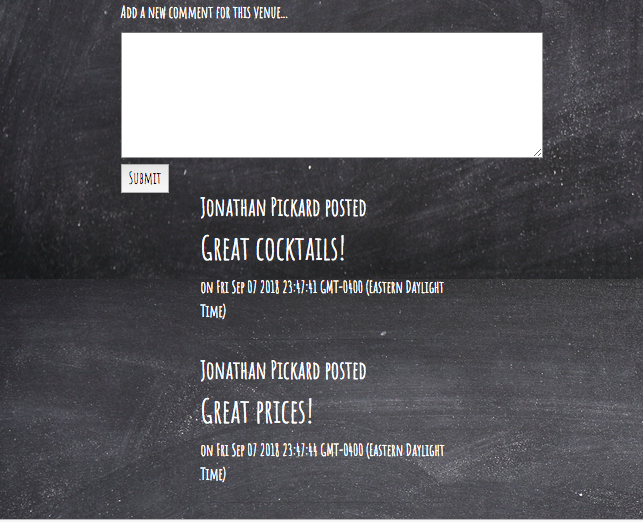 Add a new comment for this venue...
Submit
Jonathan Pickard posted
Great cocktails!
on Fri Sep 07 2018 23:47:41 GMT-0400 (Eastern Daylight
Time)
Jonathan Pickard posted
Great prices!
on Fri Sep 07 2018 23:47:44 GMT-0400 (Eastern Daylight
Time)